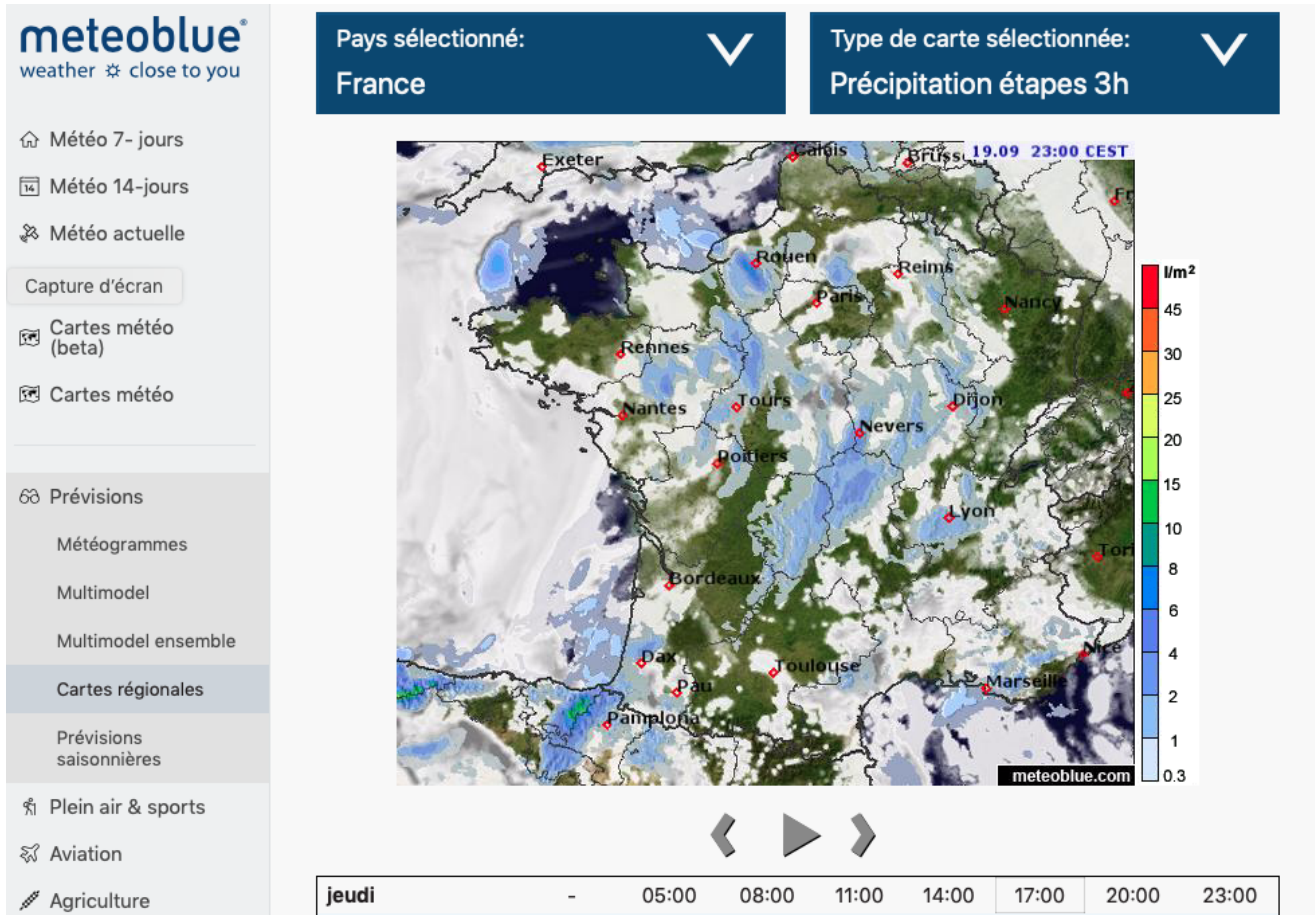 meteoblue®
weather ☼ close to you
Météo 7- jours
14
Météo 14-jours
Météo actuelle
Capture d'écran
Cartes météo
(beta)
Cartes météo
Prévisions
Météogrammes
Multimodel
Multimodel ensemble
Cartes régionales
Prévisions
saisonnières
Plein air & sports
Aviation
Agriculture
Pays sélectionné:
France
Type de carte sélectionnée:
Précipitation étapes 3h
19.09 23:00 CEST
Exeter
Calais
Brüss
Fr
Rouen
Reims
Paris
Nancy
Rennes
Nantes
Tours
Dijon
Nevers
Poitiers
Lyon
Tori
Bordeaux
Dax
Toulouse
Nice
Pau
Marseille
Pamplona
meteoblue.com
l/m²
45
30
25
20
15
10
8
6
4
2
1
0.3
jeudi - 05:00 08:00 11:00 14:00 17:00 20:00 23:00